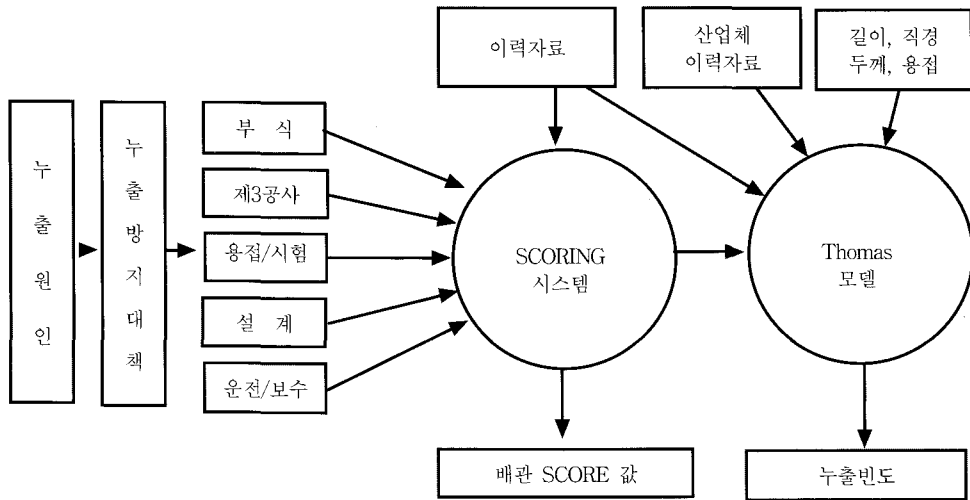 이력자료
산업체
이력자료
길이, 직경
두께, 용접
누출원인
누출방지대책
부 식
제3공사
용접/시험
설 계
운전/보수
SCORING
시스템
Thomas
모델
배관 SCORE 값
누출빈도